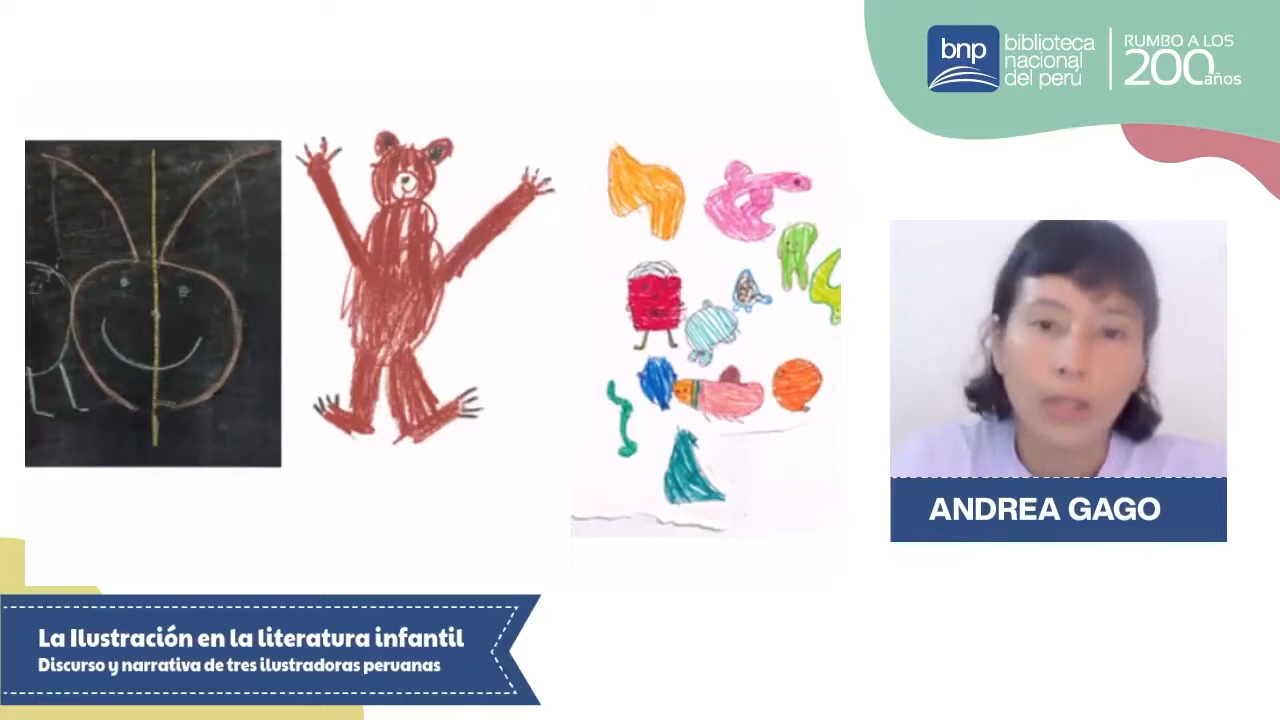 bnp
biblioteca
nacional
del perú
RUMBO A LOS
200 años
ANDREA GAGO
La Ilustración en la literatura infantil
Discurso y narrativa de tres ilustradoras peruanas